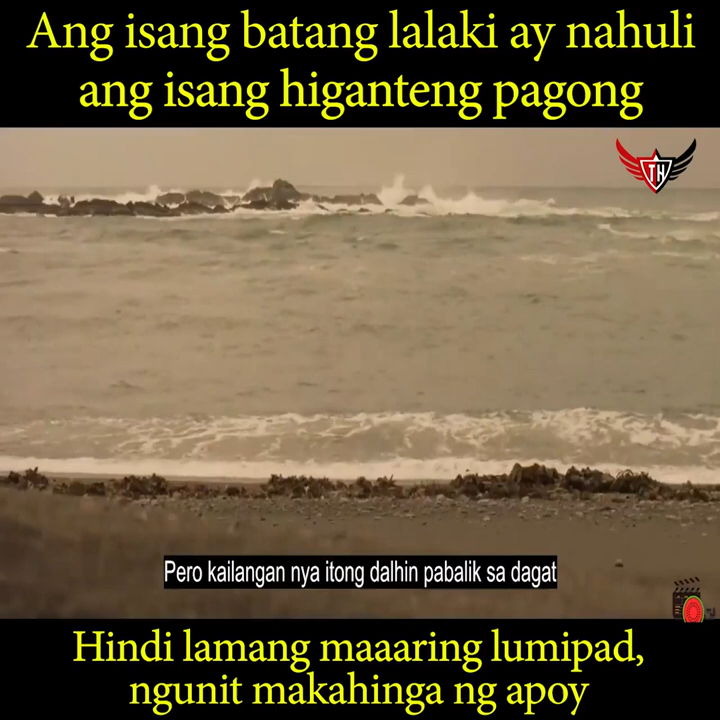 Ang isang batang lalaki ay nahuli
ang isang higanteng pagong
TH
Pero kailangan nya itong dalhin pabalik sa dagat
Hindi lamang maaaring lumipad,
ngunit makahinga ng apoy